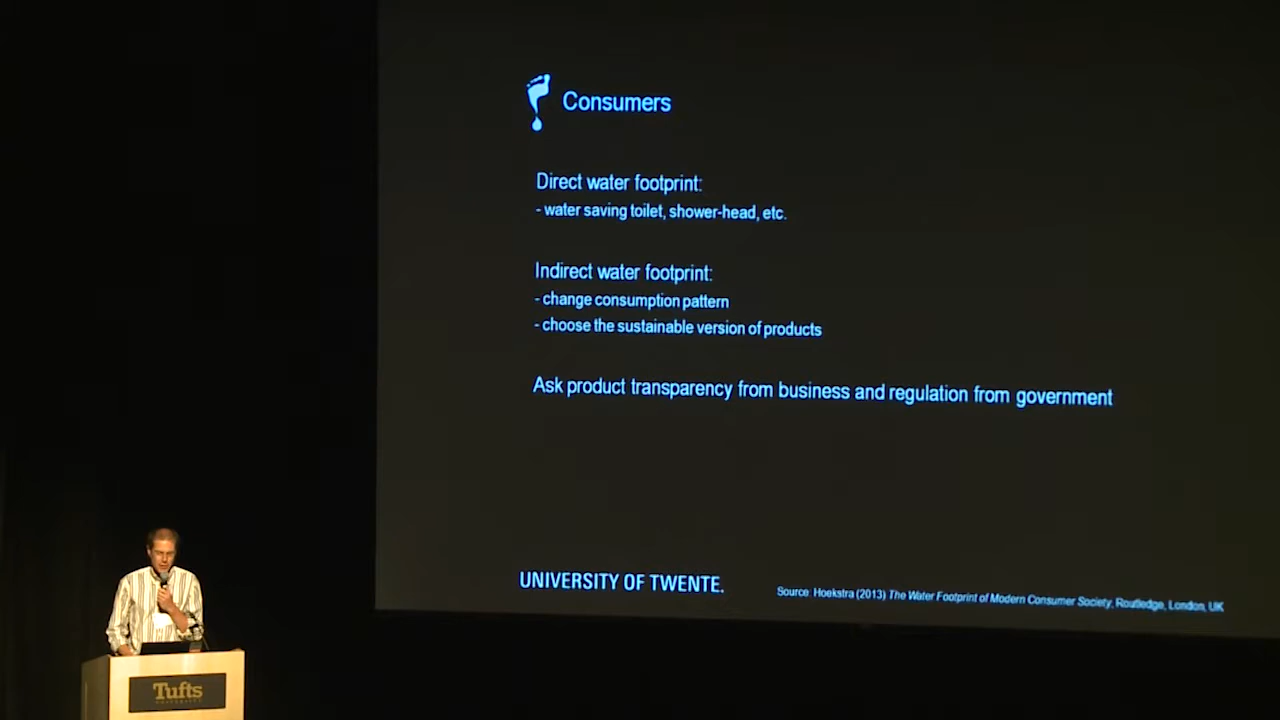 Consumers
Direct water footprint:
- water saving toilet, shower-head, etc.
Indirect water footprint:
- change consumption pattern
- choose the sustainable version of products
Ask product transparency from business and regulation from government
UNIVERSITY OF TWENTE.
Source: Hoekstra (2013) The Water Footprint of Modern Consumer Society, Routledge, London, UK
Tufts
UNIVERSITY